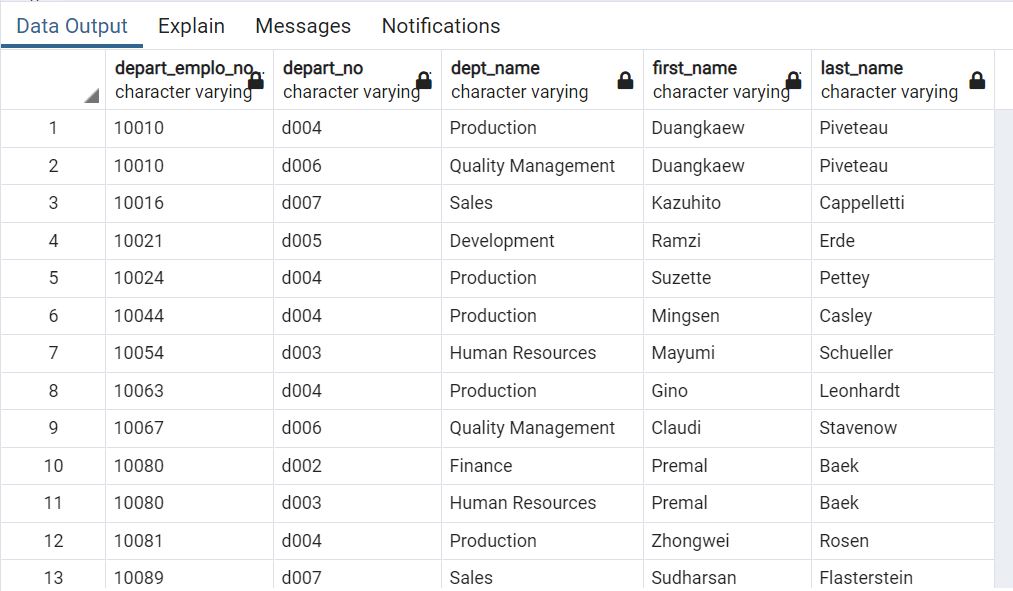 Data Output Explain Messages Notifications
depart_emplo_no.. depart_no dept_name first_name last_name
character varying character varying character varying character varying character varying
1 10010 d004 Production Duangkaew Piveteau
2 10010 d006 Quality Management Duangkaew Piveteau
3 10016 d007 Sales Kazuhito Cappelletti
4 10021 d005 Development Ramzi Erde
5 10024 d004 Production Suzette Pettey
6 10044 d004 Production Mingsen Casley
7 10054 d003 Human Resources Mayumi Schueller
8 10063 d004 Production Gino Leonhardt
9 10067 d006 Quality Management Claudi Stavenow
10 10080 d002 Finance Premal Baek
11 10080 d003 Human Resources Premal Baek
12 10081 d004 Production Zhongwei Rosen
13 10089 d007 Sales Sudharsan Flasterstein